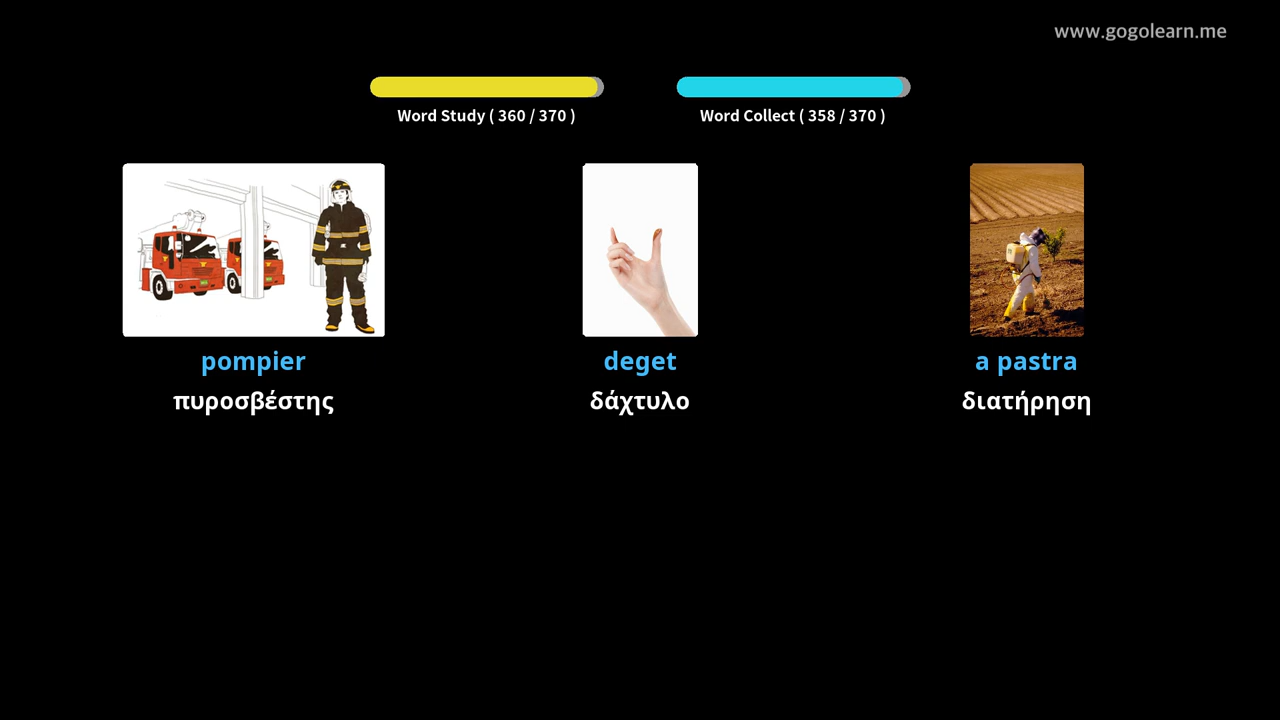 www.gogolearn.me
Word Study ( 360 / 370 )
Word Collect ( 358 / 370 )
pompier
deget
a pastra
πυροσβέστης
δάχτυλο
διατήρηση